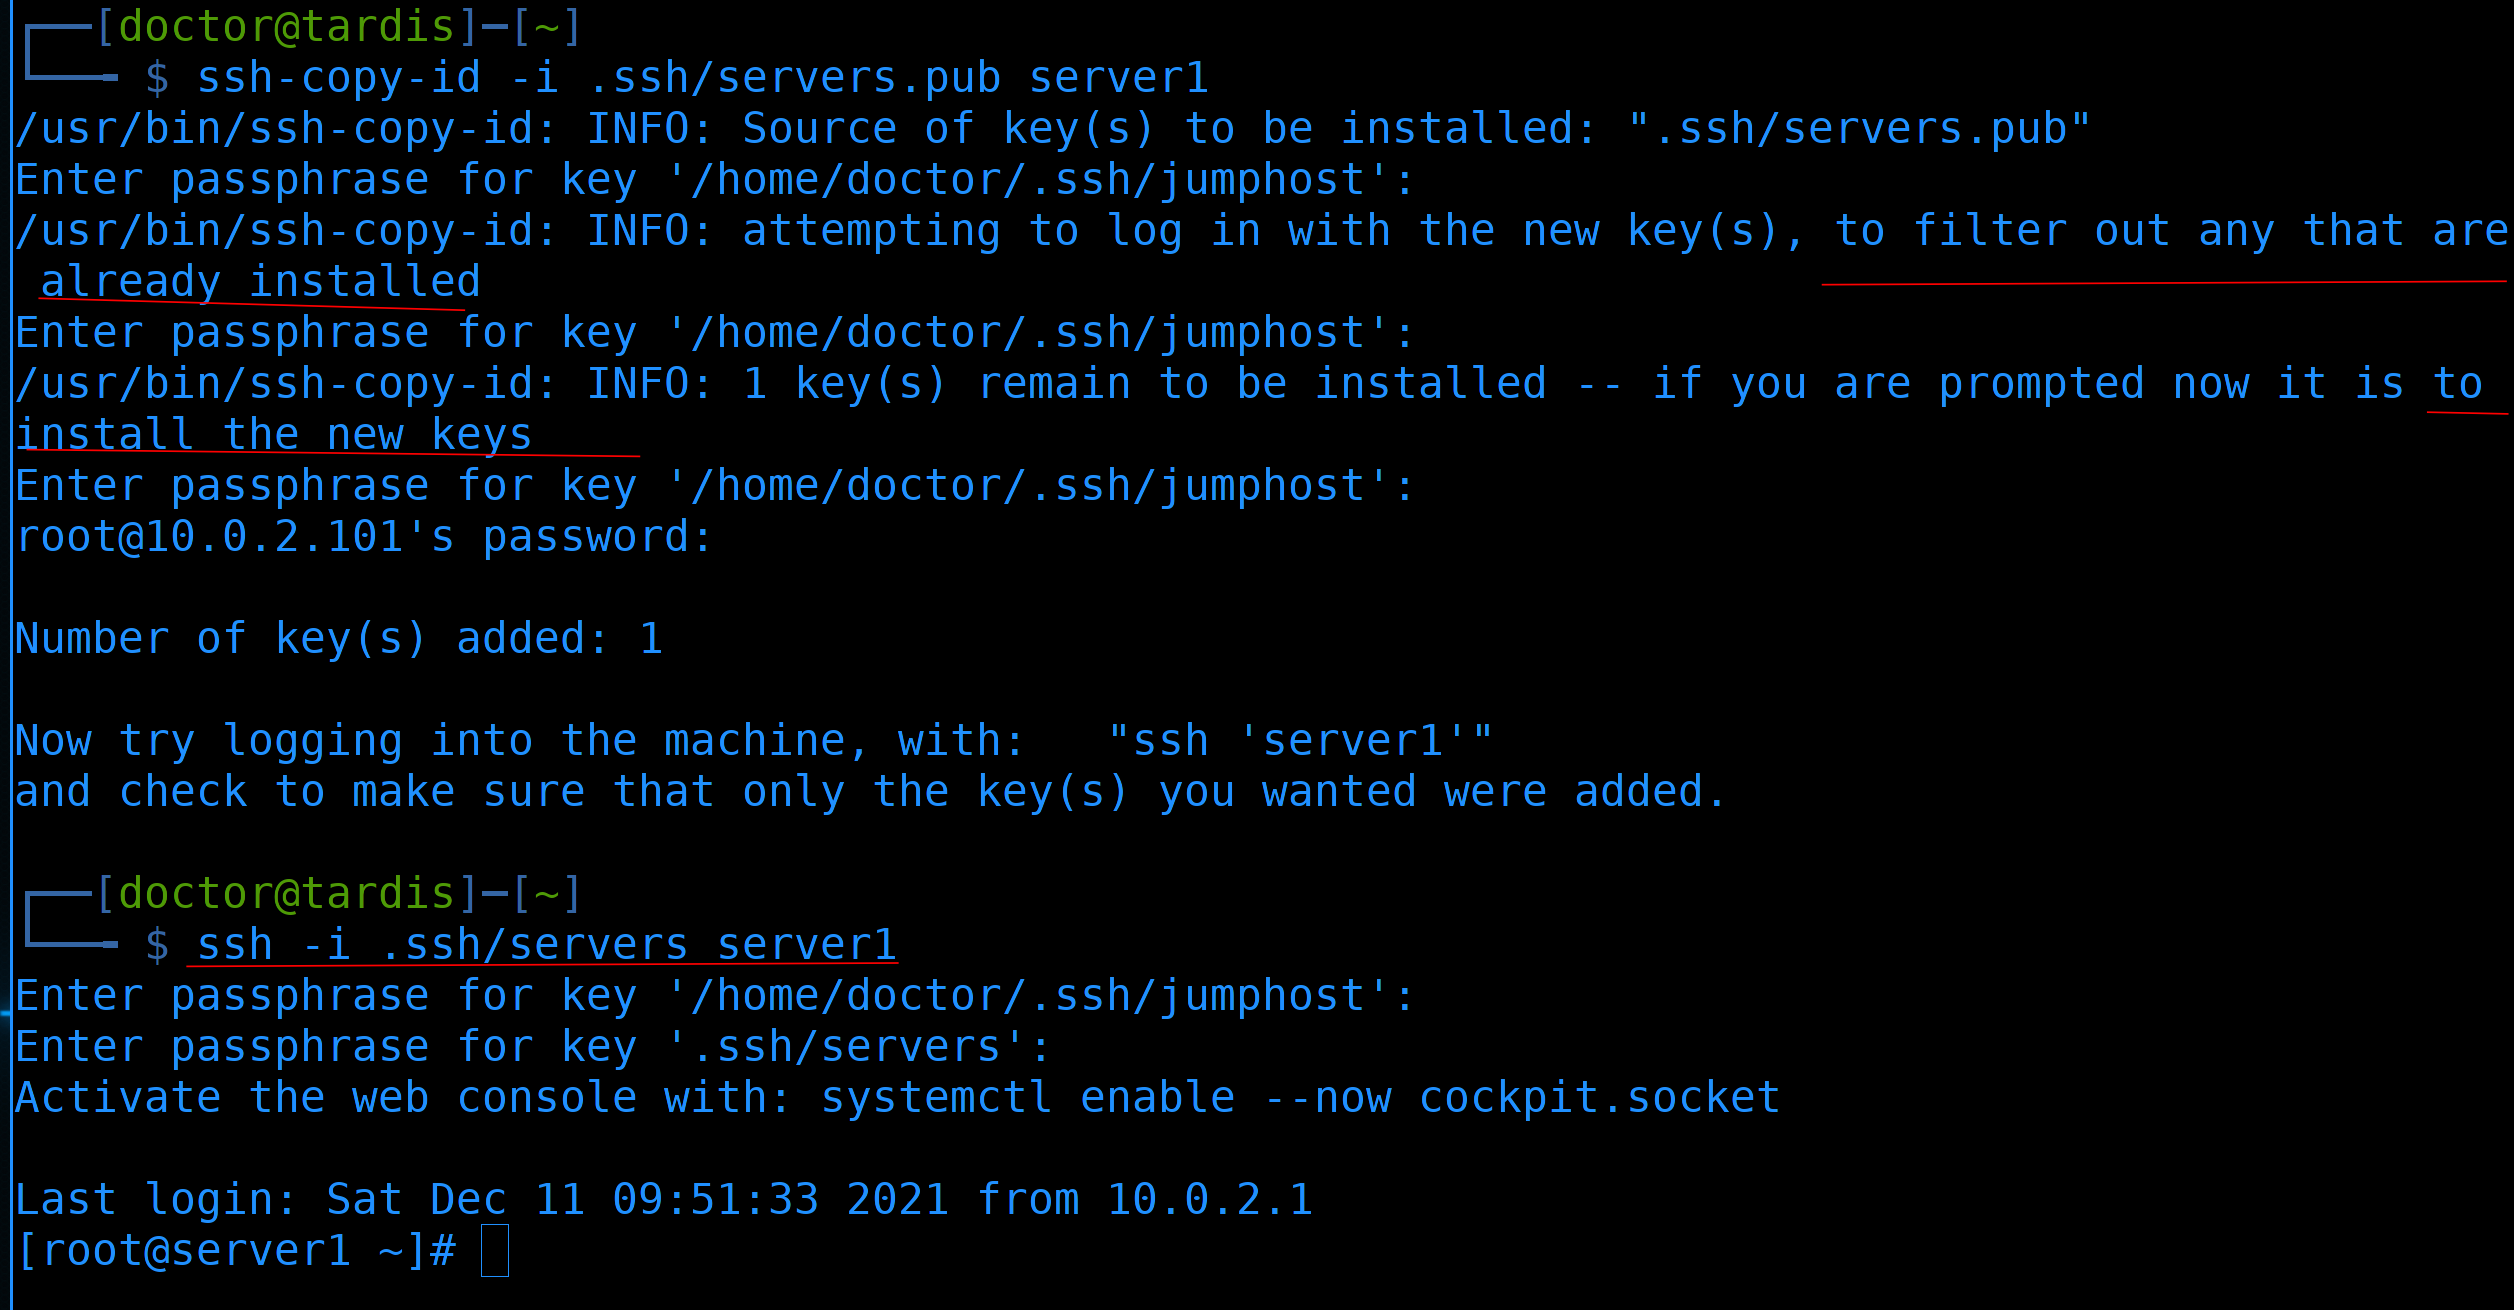 ┌──[doctor@tardis]─[~]
└──╼ $ ssh-copy-id -i .ssh/servers.pub server1
/usr/bin/ssh-copy-id: INFO: Source of key(s) to be installed: ".ssh/servers.pub"
Enter passphrase for key '/home/doctor/.ssh/jumphost':
/usr/bin/ssh-copy-id: INFO: attempting to log in with the new key(s), to filter out any that are
already installed
Enter passphrase for key '/home/doctor/.ssh/jumphost':
/usr/bin/ssh-copy-id: INFO: 1 key(s) remain to be installed -- if you are prompted now it is to
install the new keys
Enter passphrase for key '/home/doctor/.ssh/jumphost':
root@10.0.2.101's password:
Number of key(s) added: 1
Now try logging into the machine, with:   "ssh 'server1'"
and check to make sure that only the key(s) you wanted were added.
┌──[doctor@tardis]─[~]
└──╼ $ ssh -i .ssh/servers server1
Enter passphrase for key '/home/doctor/.ssh/jumphost':
Enter passphrase for key '.ssh/servers':
Activate the web console with: systemctl enable --now cockpit.socket
Last login: Sat Dec 11 09:51:33 2021 from 10.0.2.1
[root@server1 ~]#